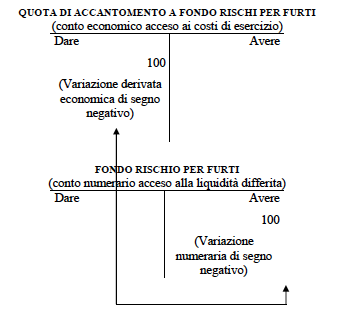 QUOTA DI ACCANTOMENTO A FONDO RISCHI PER FURTI
(conto economico acceso ai costi di esercizio)
Dare Avere
100
(Variazione derivata
economica di segno
negativo)
FONDO RISCHIO PER FURTI
(conto numerario acceso alla liquidità differita)
Dare Avere
100
(Variazione
numeraria di segno
negativo)